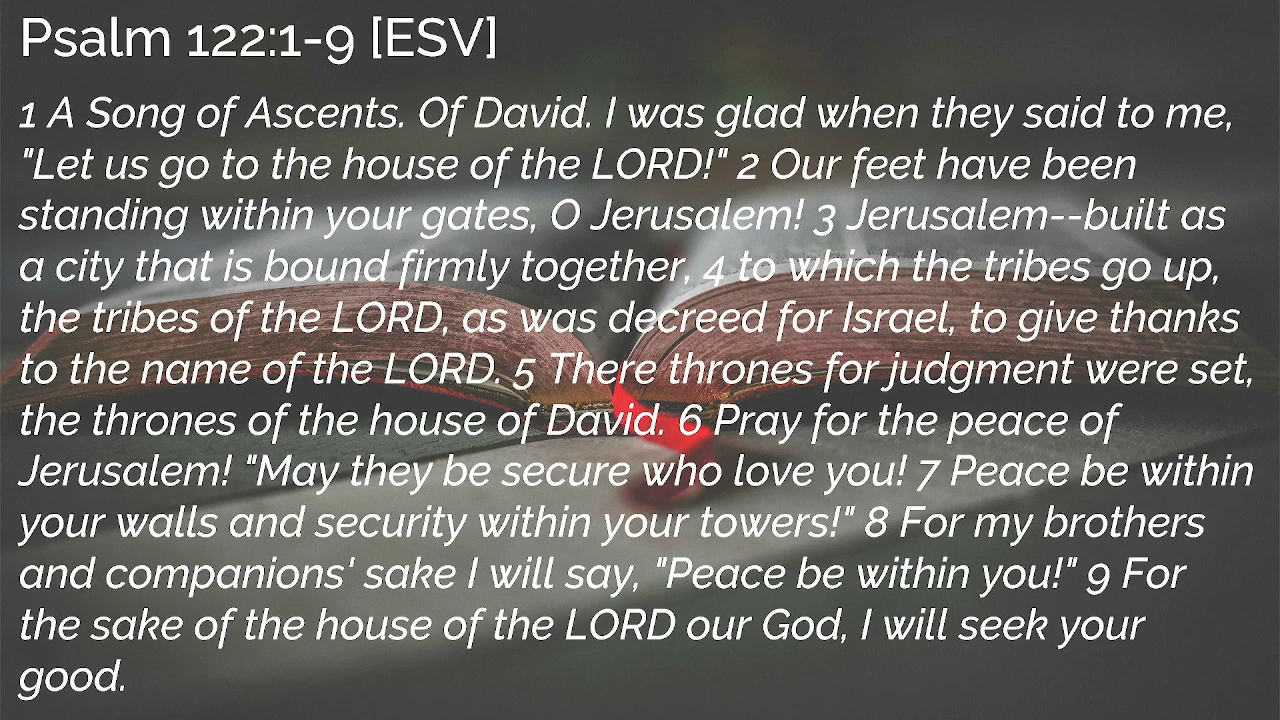 Psalm 122:1-9 [ESV]
1 A Song of Ascents. Of David. I was glad when they said to me,
"Let us go to the house of the LORD!" 2 Our feet have been
standing within your gates, O Jerusalem! 3 Jerusalem--built as
a city that is bound firmly together, 4 to which the tribes go up,
the tribes of the LORD, as was decreed for Israel, to give thanks
to the name of the LORD. 5 There thrones for judgment were set,
the thrones of the house of David. 6 Pray for the peace of
Jerusalem! "May they be secure who love you! 7 Peace be within
your walls and security within your towers!" 8 For my brothers
and companions' sake I will say, "Peace be within you!" 9 For
the sake of the house of the LORD our God, I will seek your
good.